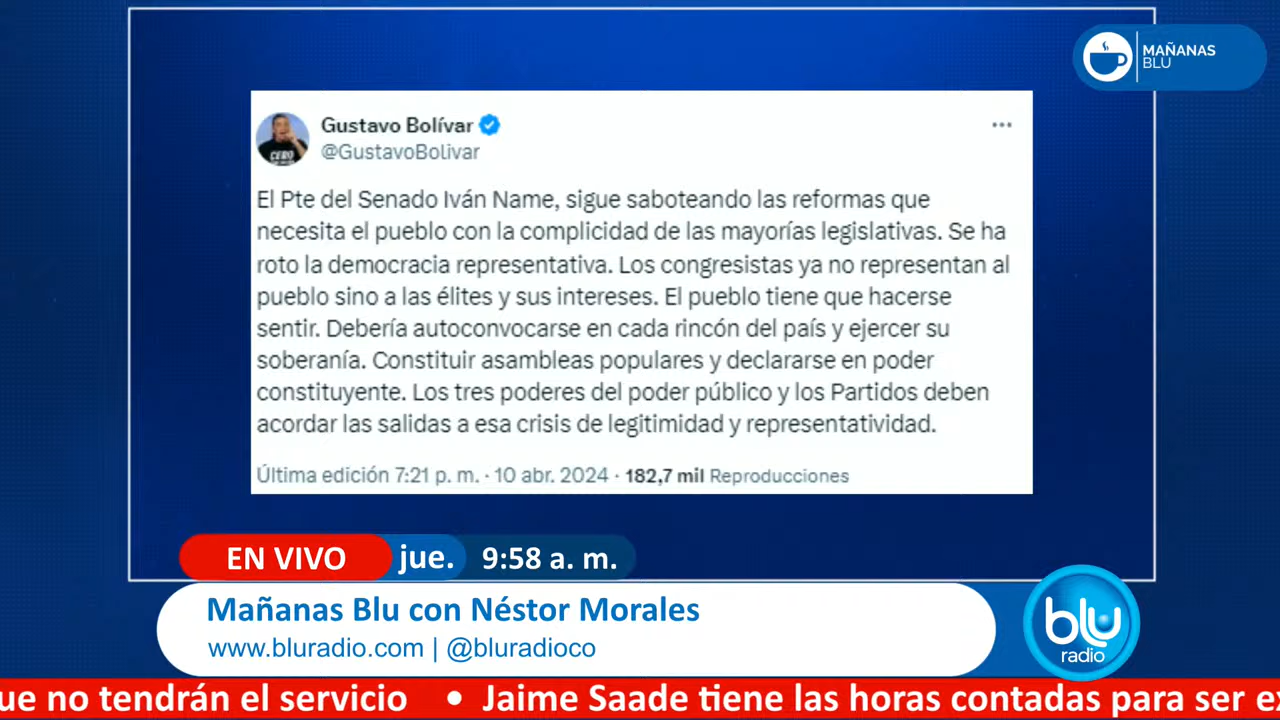 MAÑANAS
BLU
Gustavo Bolívar
@GustavoBolivar
CERO
El Pte del Senado Iván Name, sigue saboteando las reformas que
necesita el pueblo con la complicidad de las mayorías legislativas. Se ha
roto la democracia representativa. Los congresistas ya no representan al
pueblo sino a las élites y sus intereses. El pueblo tiene que hacerse
sentir. Debería autoconvocarse en cada rincón del país y ejercer su
soberanía. Constituir asambleas populares y declararse en poder
constituyente. Los tres poderes del poder público y los Partidos deben
acordar las salidas a esa crisis de legitimidad y representatividad.
Última edición 7:21 p. m. · 10 abr. 2024 · 182,7 mil Reproducciones
EN VIVO jue. 9:58 a. m.
Mañanas Blu con Néstor Morales
www.bluradio.com | @bluradioco
blu
radio
ue no tendrán el servicio • Jaime Saade tiene las horas contadas para ser ex